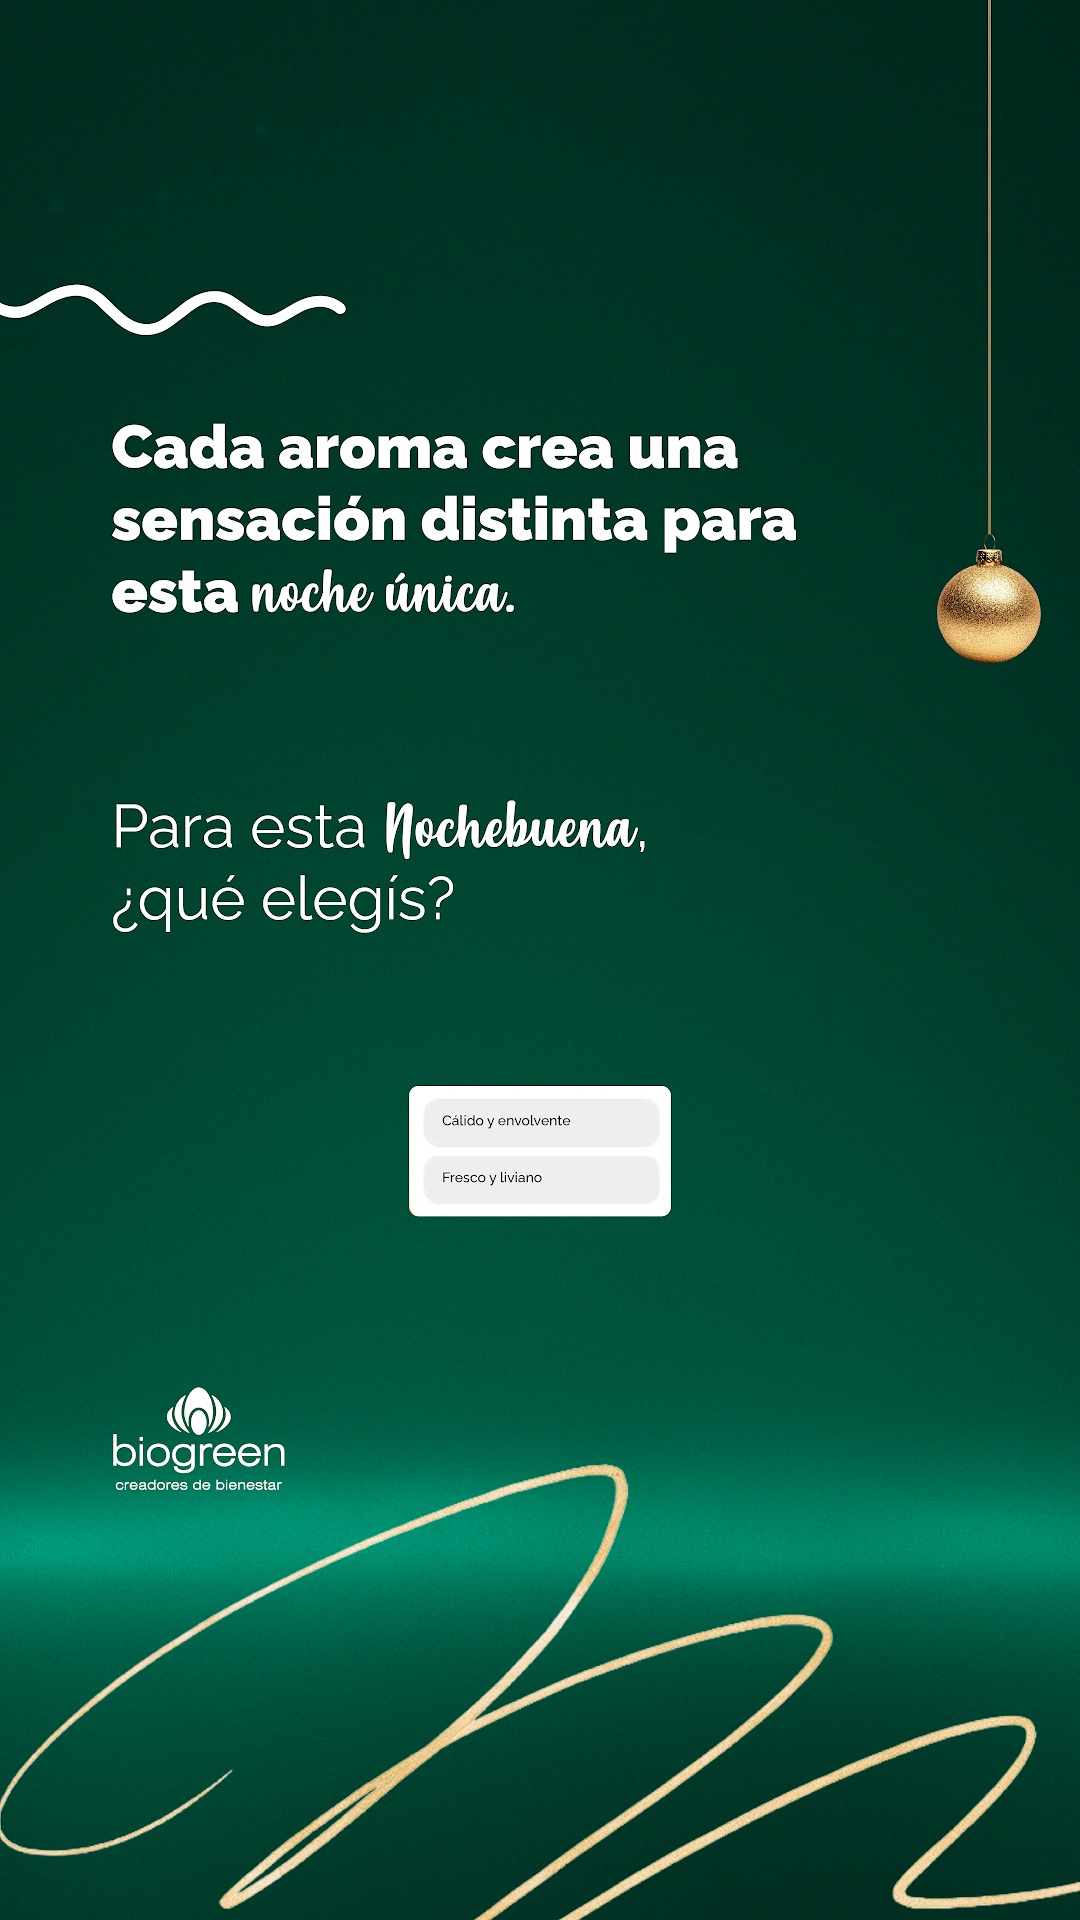 Cada aroma crea una
sensación distinta para
esta noche única.
Para esta Nochebuena,
¿qué elegís?
Cálido y envolvente
Fresco y liviano
biogreen
creadores de bienestar